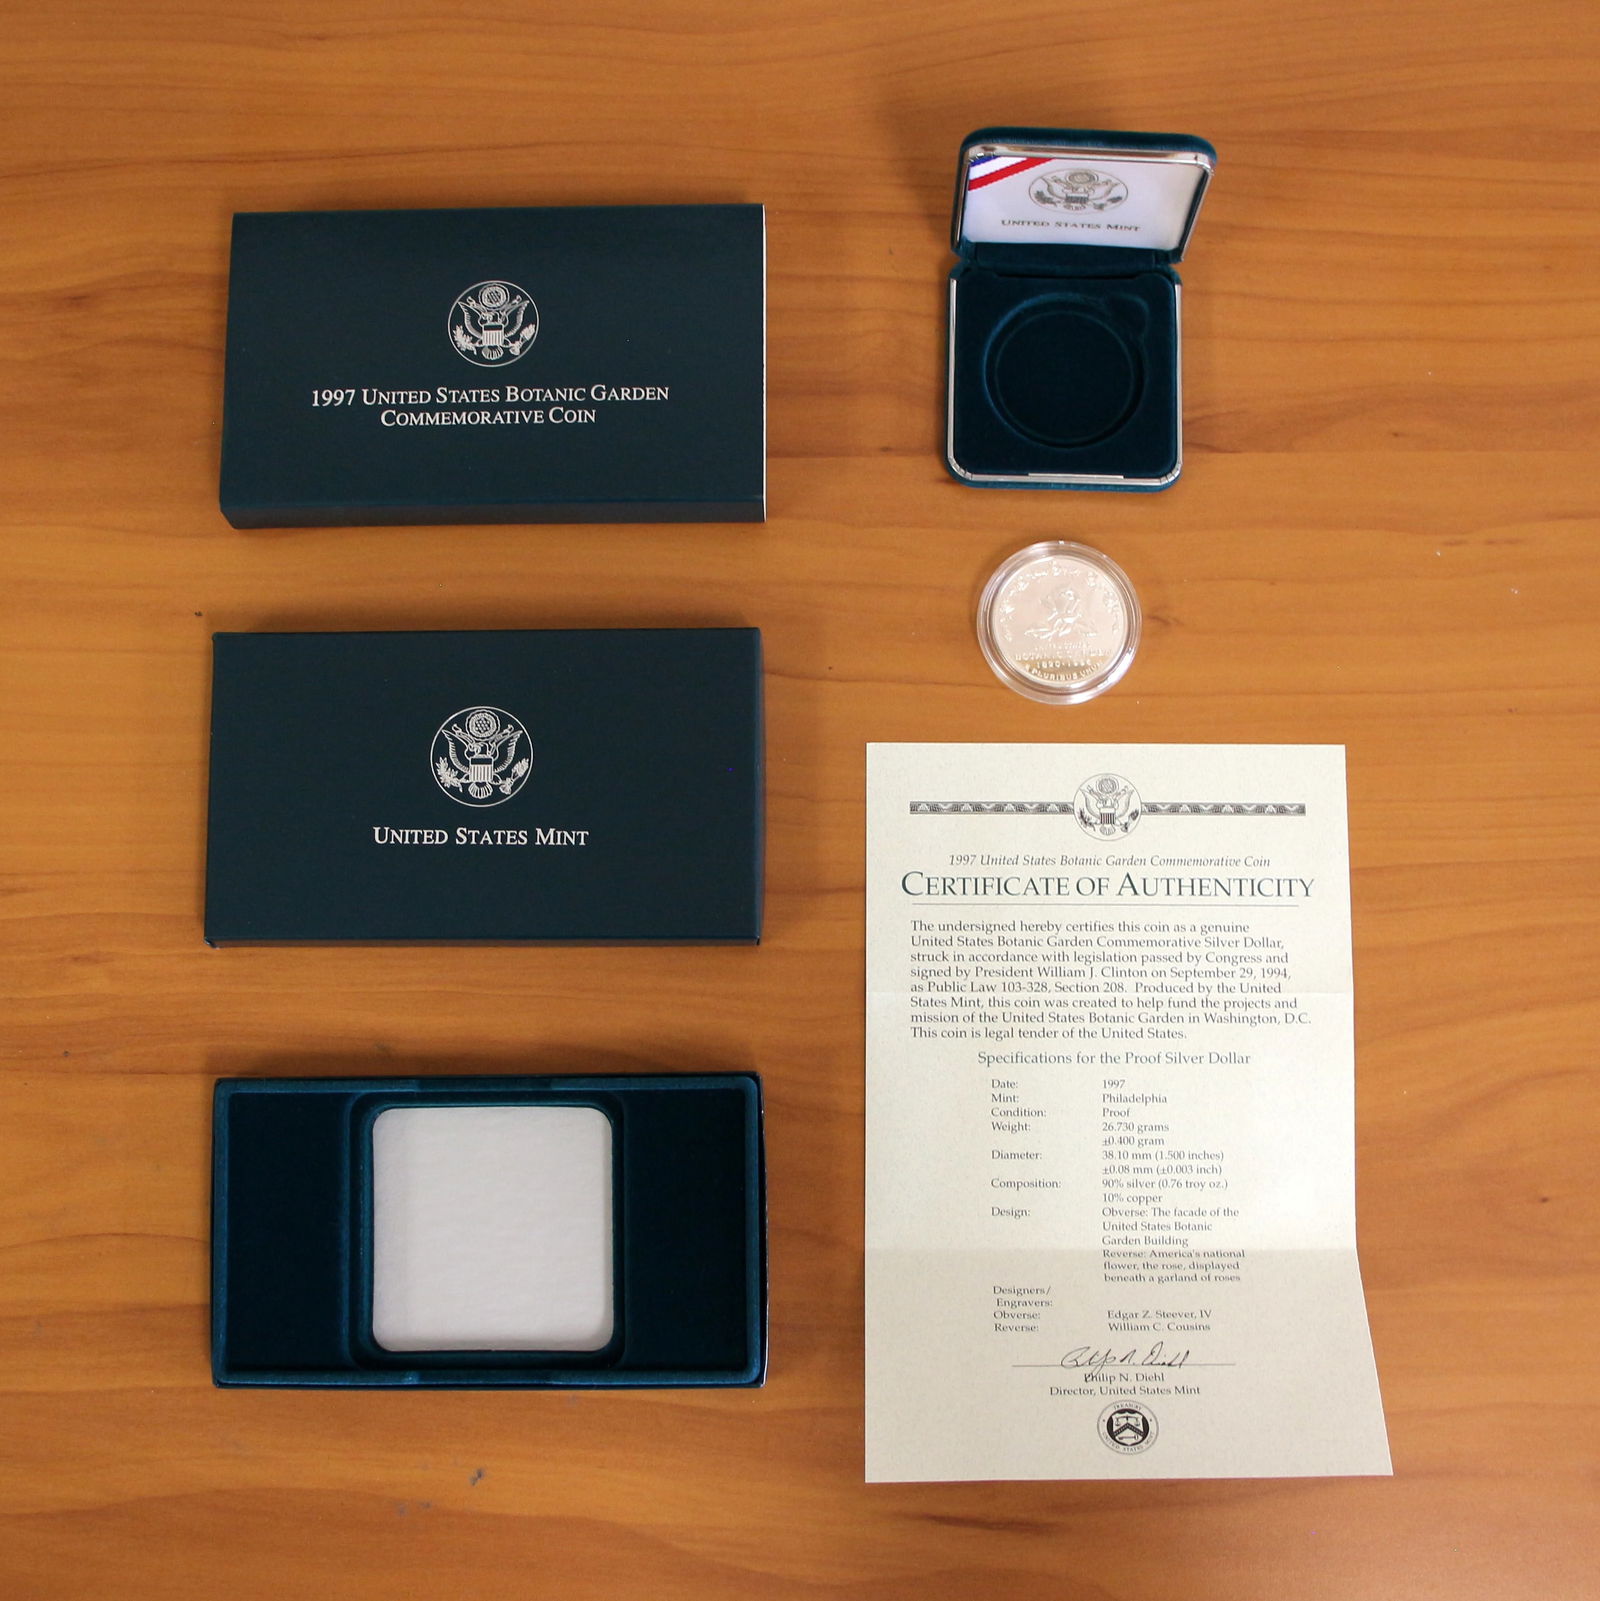 1997 UNITED STATES BOTANIC GARDEN
COMMEMORATIVE COIN
UNITED STATES MINT
UNITED STATES MINT
BOTANIC GARDEN
E PLURIBUS UNUM
1997 United States Botanic Garden Commemorative Coin
CERTIFICATE OF AUTHENTICITY
The undersigned hereby certifies this coin as a genuine
United States Botanic Garden Commemorative Silver Dollar,
struck in accordance with legislation passed by Congress and
signed by President William J. Clinton on September 29, 1994,
as Public Law 103-328, Section 208. Produced by the United
States Mint, this coin was created to help fund the projects and
mission of the United States Botanic Garden in Washington, D.C.
This coin is legal tender of the United States.
Specifications for the Proof Silver Dollar
Date: 1997
Mint: Philadelphia
Condition: Proof
Weight: 26.730 grams
±0.400 gram
Diameter: 38.10 mm (1.500 inches)
±0.08 mm (±0.003 inch)
Composition: 90% silver (0.76 troy oz.)
10% copper
Design: Obverse: The facade of the
United States Botanic
Garden Building
Reverse: America's national
flower, the rose, displayed
beneath a garland of roses
Designers/
Engravers:
Obverse: Edgar Z. Steever, IV
Reverse: William C. Cousins
Philip N. Diehl
Director, United States Mint